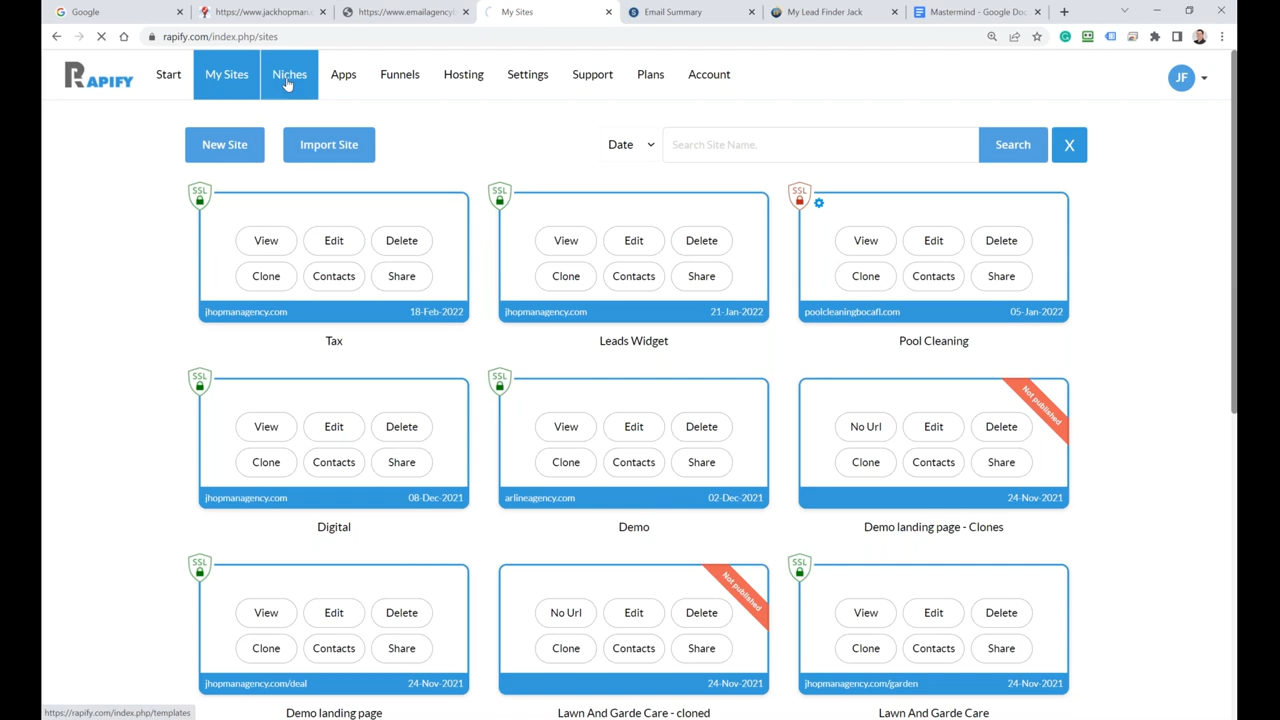 Google
https://www.jackhopman.
https://www.emailagency
My Sites
Email Summary
My Lead Finder Jack
Mastermind - Google Doc
rapify.com/index.php/sites
RAPIFY
Start
My Sites
Niches
Apps
Funnels
Hosting
Settings
Support
Plans
Account
JF
New Site
Import Site
Date
Search Site Name.
Search
X
SSL
SSL
SSL
View Edit Delete
View Edit Delete
View Edit Delete
Clone Contacts Share
Clone Contacts Share
Clone Contacts Share
jhopmanagency.com 18-Feb-2022
jhopmanagency.com 21-Jan-2022
poolcleaningbocafl.com 05-Jan-2022
Tax
Leads Widget
Pool Cleaning
SSL
SSL
Not published
View Edit Delete
View Edit Delete
No Url Edit Delete
Clone Contacts Share
Clone Contacts Share
Clone Contacts Share
jhopmanagency.com 08-Dec-2021
arlineagency.com 02-Dec-2021
24-Nov-2021
Digital
Demo
Demo landing page - Clones
SSL
Not published
SSL
View Edit Delete
No Url Edit Delete
View Edit Delete
Clone Contacts Share
Clone Contacts Share
Clone Contacts Share
jhopmanagency.com/deal 24-Nov-2021
24-Nov-2021
jhopmanagency.com/garden 24-Nov-2021
Demo landing page
Lawn And Garde Care - cloned
Lawn And Garde Care
https://rapify.com/index.php/templates